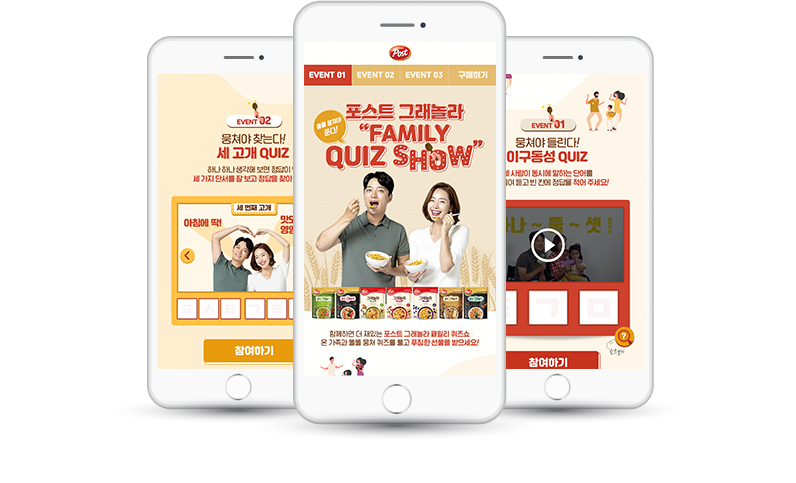 EVENT 02
뭉쳐야 찾는다!
세 고개 QUIZ
하나 하나 생각해 보면 정답이
세 가지 단서를 잘 보고 정답을 찾아
세 번째 고개
아침에 딱!
맛도
영양
참여하기
Post
EVENT 01
EVENT 02
EVENT 03
구매하기
포스트 그래놀라
"FAMILY
QUIZ SHOW"
함께하면 더 재있는 포스트 그래놀라 패밀리 퀴즈쇼
온 가족과 똘똘 뭉쳐 퀴즈를 풀고 푸짐한 선물을 받으세요!
EVENT 01
뭉쳐야 들린다!
이구동성 QUIZ
세 사람이 동시에 말하는 단어를
여 듣고 빈 칸에 정답을 적어 주세요!
나 ~ 둘 ~ 셋 !
ㄱ ㅁ
참여하기